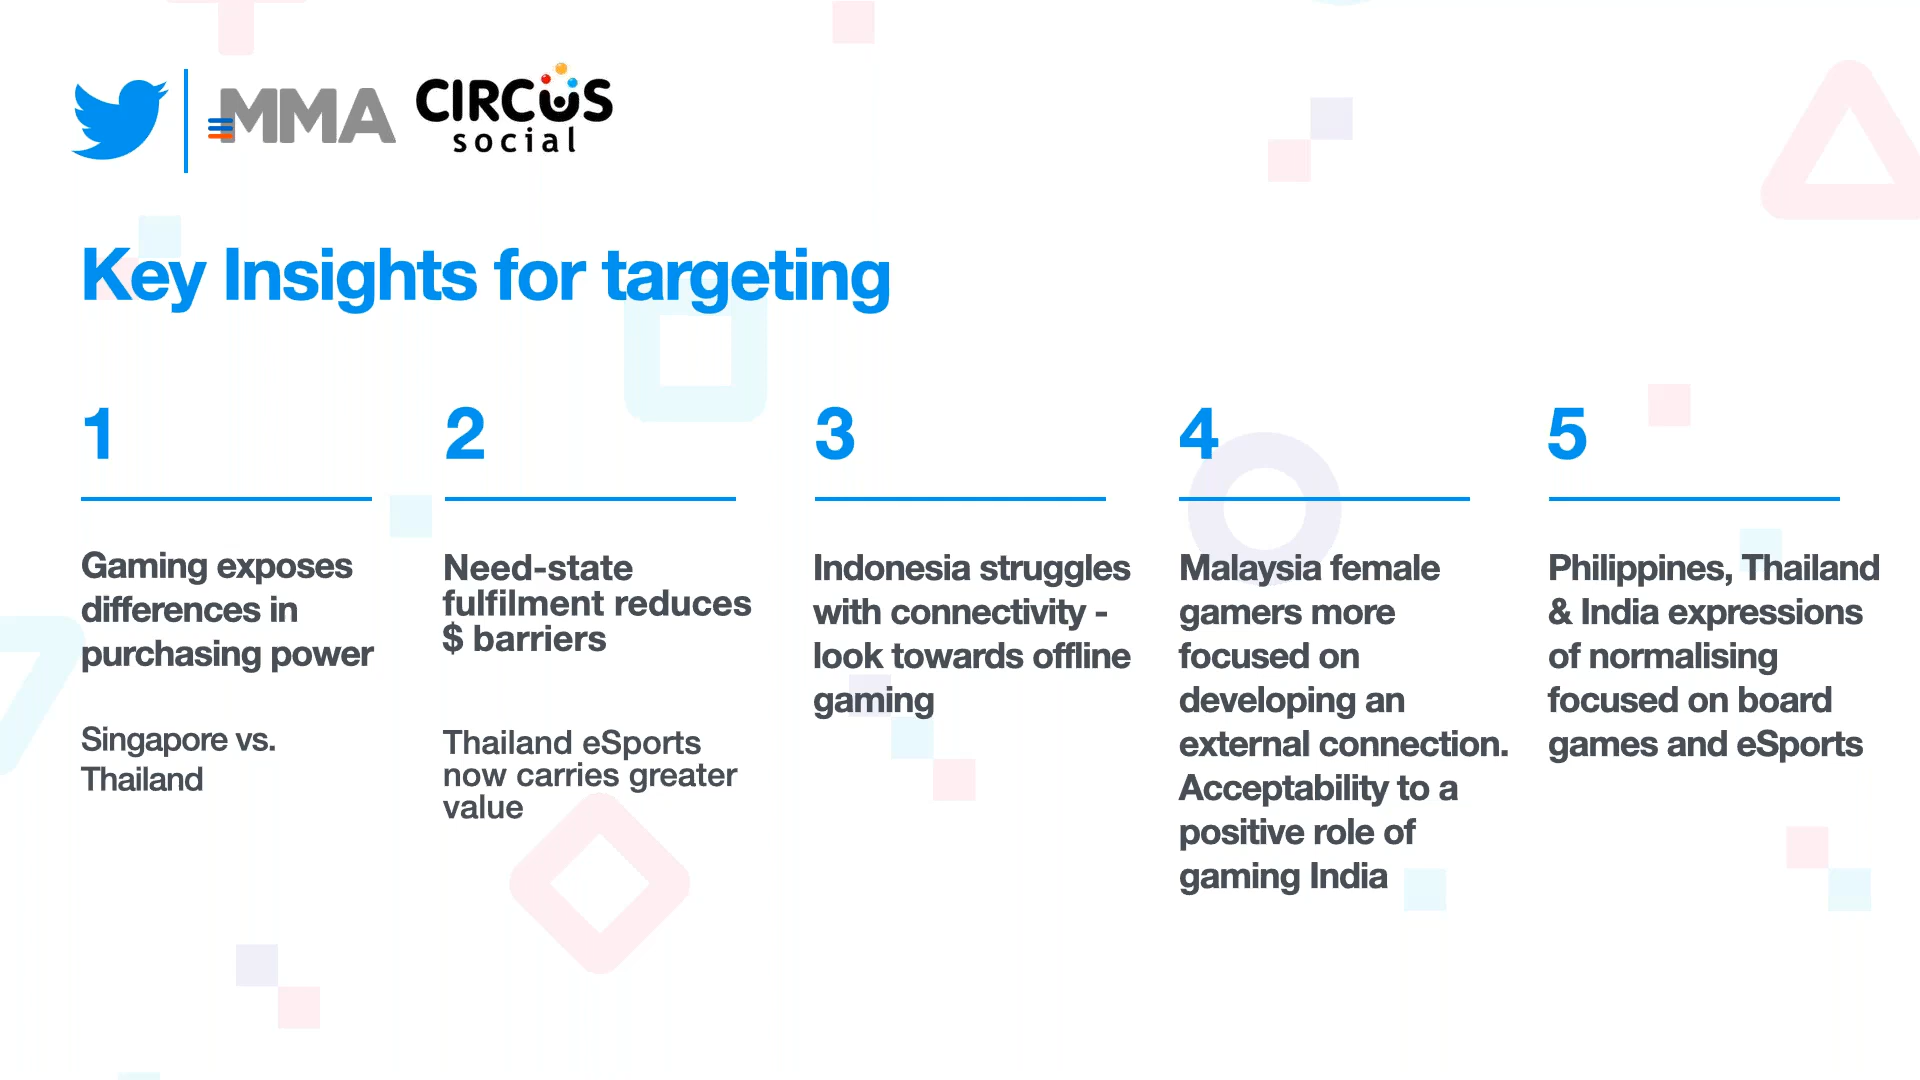 MMA
CIRCUS
social
Key Insights for targeting
1
Gaming exposes
differences in
purchasing power
Singapore vs.
Thailand
2
Need-state
fulfilment reduces
$ barriers
Thailand eSports
now carries greater
value
3
Indonesia struggles
with connectivity -
look towards offline
gaming
4
Malaysia female
gamers more
focused on
developing an
external connection.
Acceptability to a
positive role of
gaming India
5
Philippines, Thailand
& India expressions
of normalising
focused on board
games and eSports